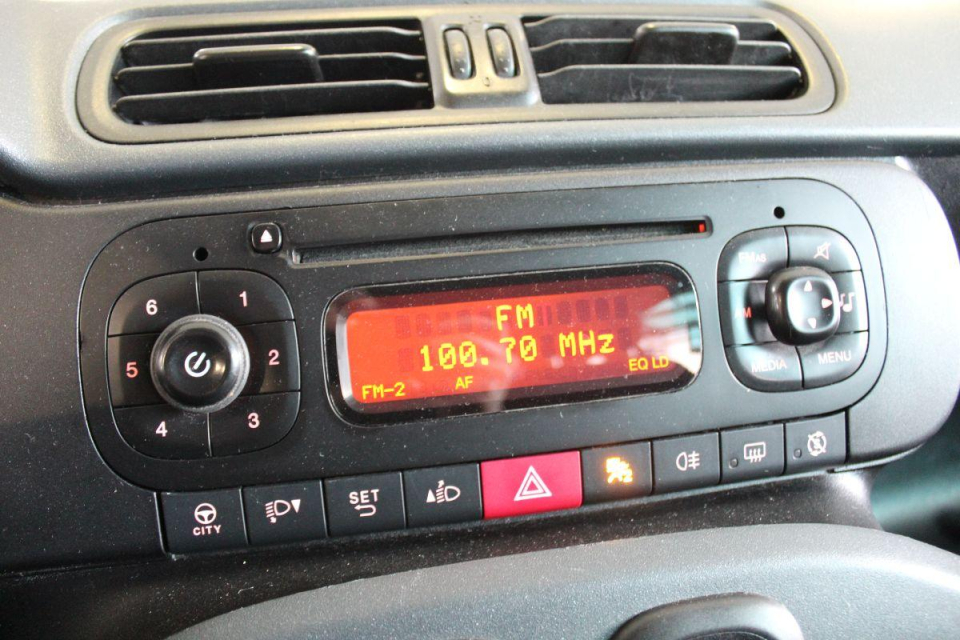 6
1
FM AS
5
2
AM
FM
100.70 MHz
FM-2
AF
EQ LD
MEDIA
MENU
4
3
CITY
SET